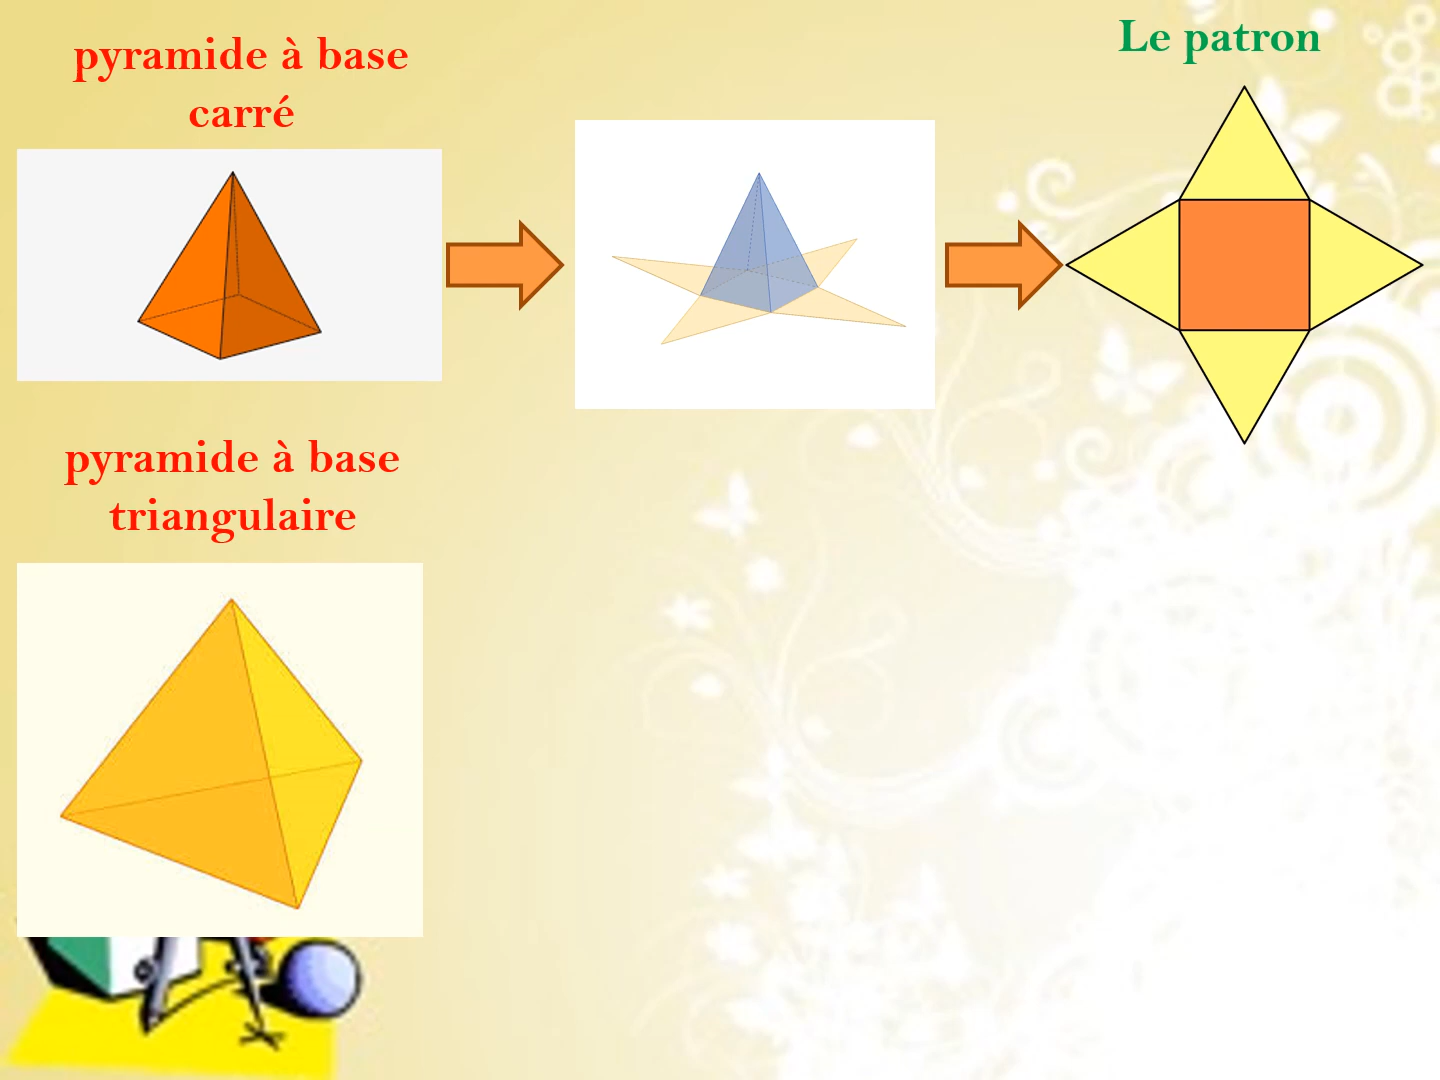 pyramide à base
carré
Le patron
pyramide à base
triangulaire